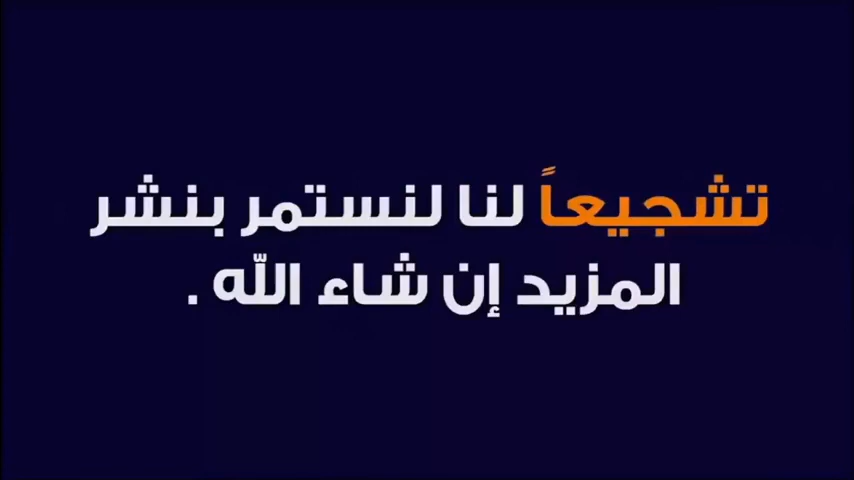 تشجيعاً لنا لنستمر بنشر
المزيد إن شاء الله .